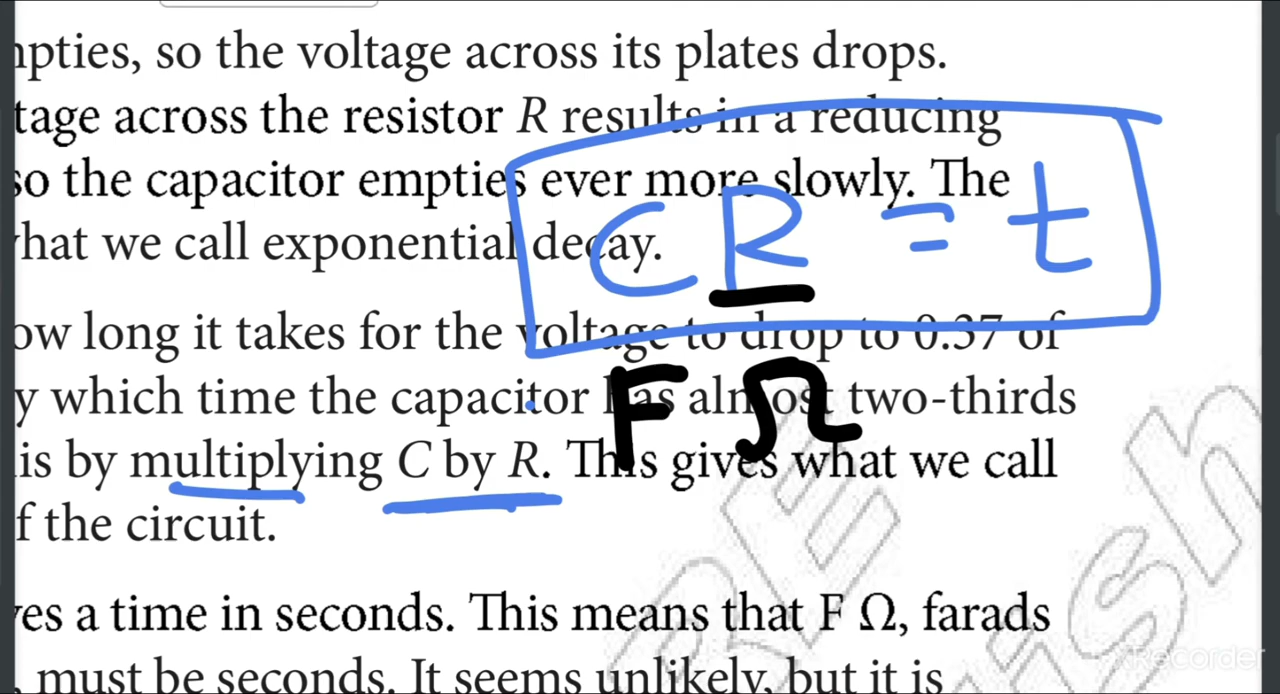 mpties, so the voltage across its plates drops.
tage across the resistor R results in a reducing
so the capacitor empties ever more slowly. The
what we call exponential decay.
CR = t
ow long it takes for the voltage to drop to 0.37 of
F Ω
y which time the capacitor has almost two-thirds
is by multiplying C by R. This gives what we call
f the circuit.
es a time in seconds. This means that F Ω, farads
, must be seconds. It seems unlikely, but it is
XRecorder